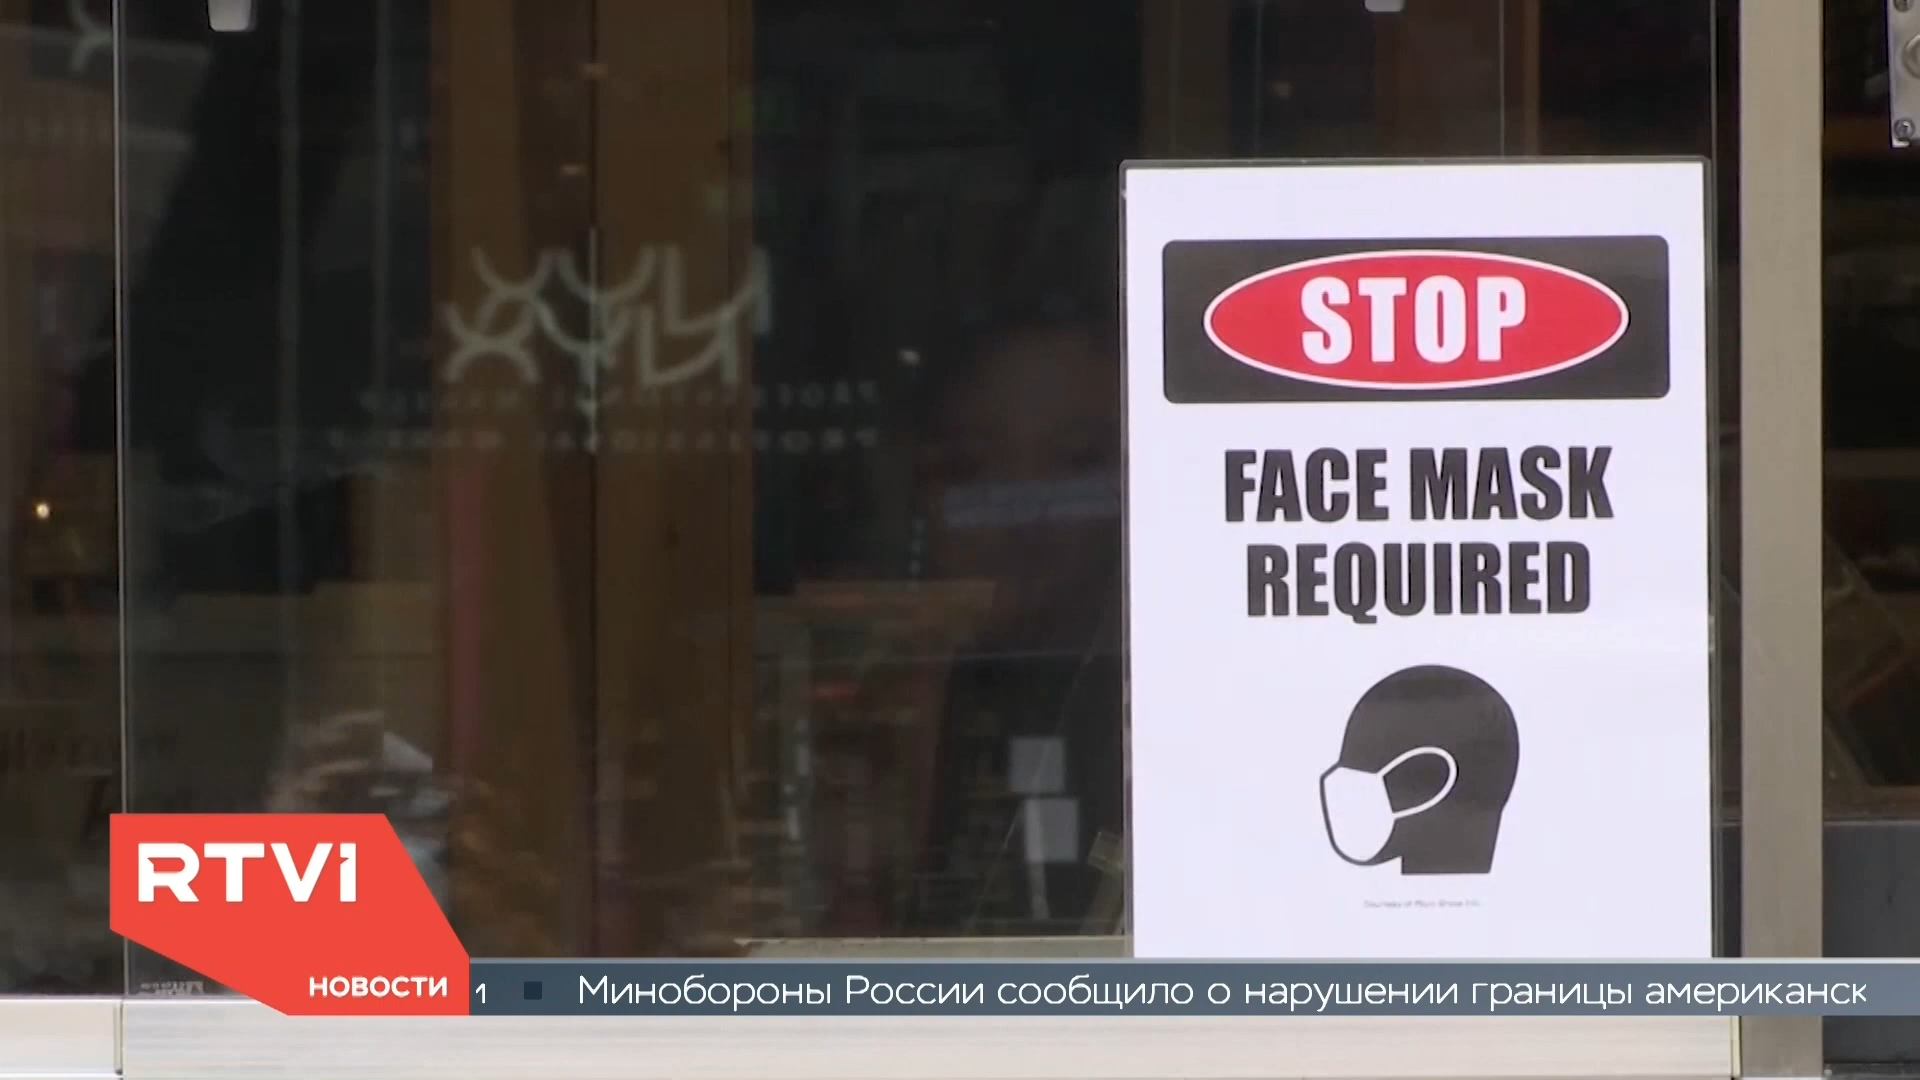 STOP
FACE MASK
REQUIRED
RTVI
НОВОСТИ
и ▪ Минобороны России сообщило о нарушении границы американск